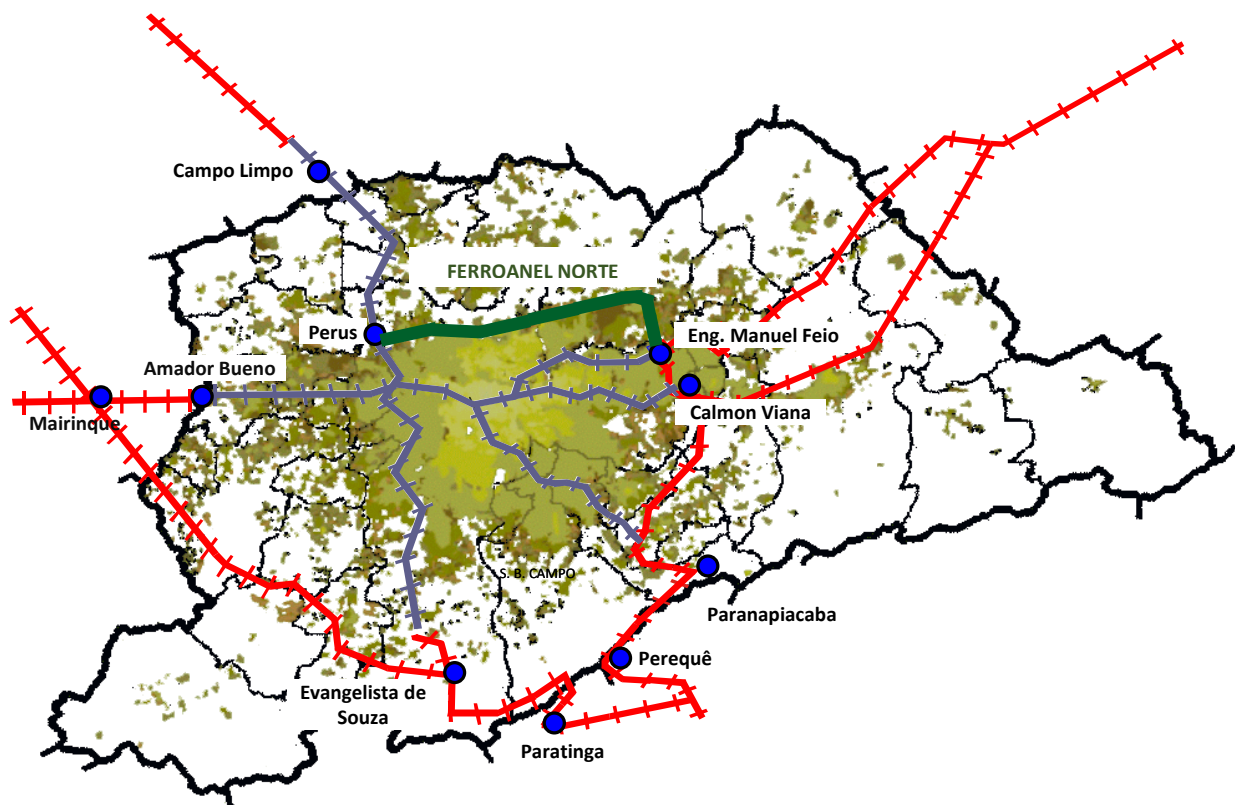 Campo Limpo
FERROANEL NORTE
Perus
Eng. Manuel Feio
Amador Bueno
Calmon Viana
Mairinque
S. B. CAMPO
Paranapiacaba
Perequê
Evangelista de
Souza
Paratinga